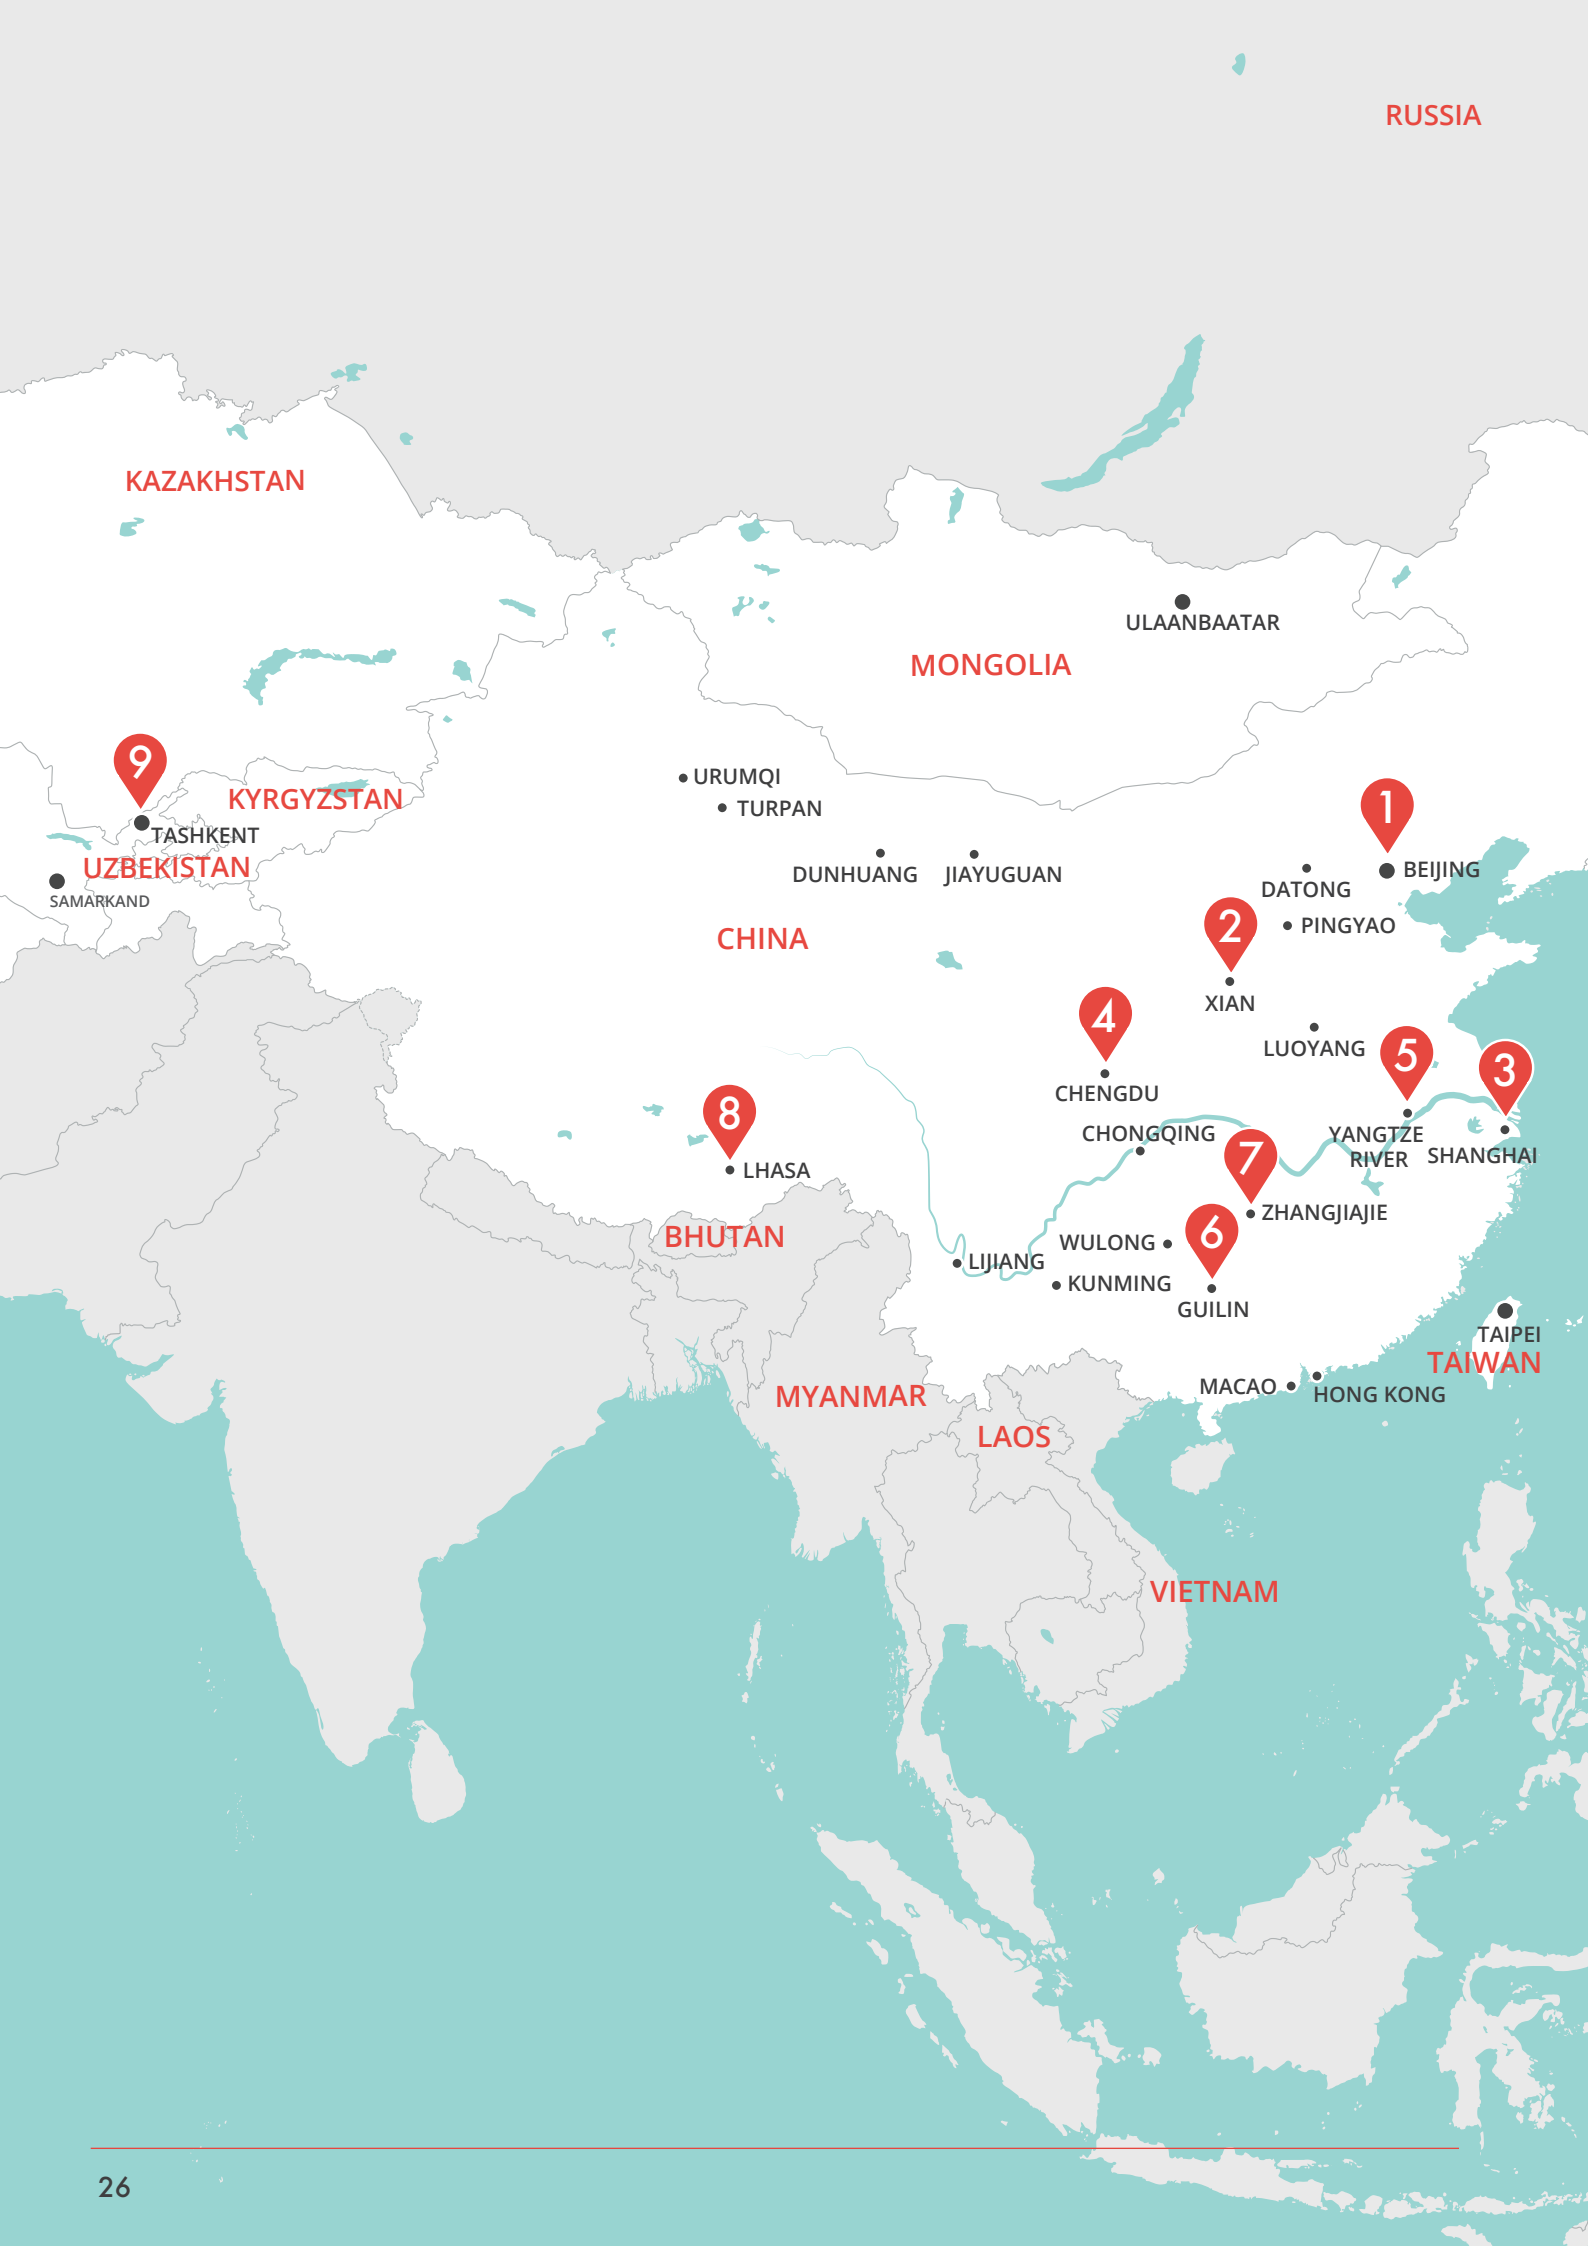 RUSSIA
KAZAKHSTAN
ULAANBAATAR
MONGOLIA
9
URUMQI
KYRGYZSTAN
1
TURPAN
TASHKENT
UZBEKISTAN
BEIJING
DUNHUANG
JIAYUGUAN
DATONG
SAMARKAND
2
PINGYAO
CHINA
XIAN
4
LUOYANG
5
3
CHENGDU
8
CHONGQING
YANGTZE
RIVER
SHANGHAI
7
LHASA
ZHANGJIAJIE
BHUTAN
6
WULONG
LIJIANG
KUNMING
GUILIN
TAIPEI
TAIWAN
MACAO
HONG KONG
MYANMAR
LAOS
VIETNAM
26